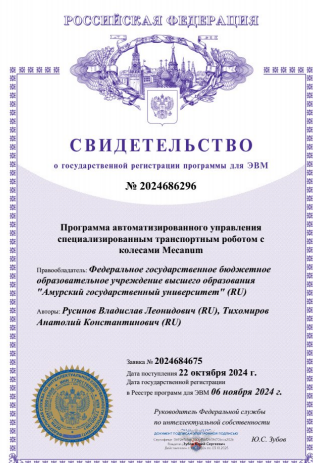 РОССИЙСКАЯ ФЕДЕРАЦИЯ
СВИДЕТЕЛЬСТВО
о государственной регистрации программы для ЭВМ
№ 2024686296
Программа автоматизированного управления
специализированным транспортным роботом с
колесами Mecanum
Правообладатель: Федеральное государственное бюджетное
образовательное учреждение высшего образования
"Амурский государственный университет" (RU)
Авторы: Русинов Владислав Леонидович (RU), Тихомиров
Анатолий Константинович (RU)
Заявка № 2024684675
Дата поступления 22 октября 2024 г.
Дата государственной регистрации
в Реестре программ для ЭВМ 06 ноября 2024 г.
Руководитель Федеральной службы
по интеллектуальной собственности
Ю.С. Зубов